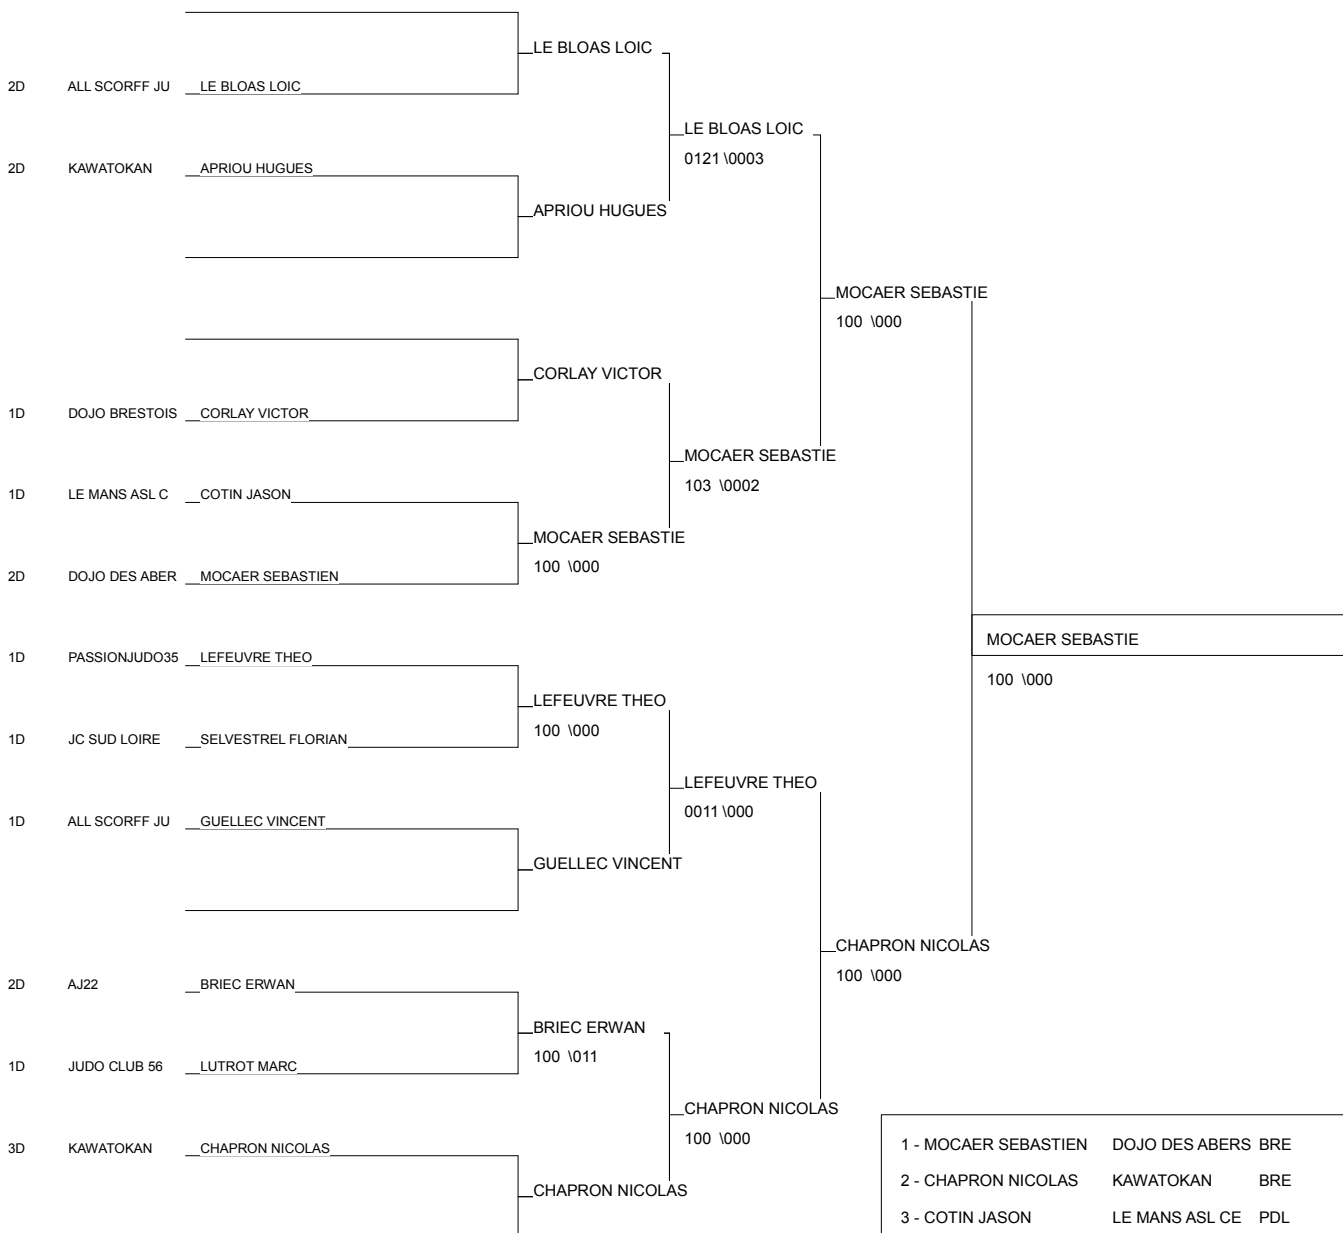 LE BLOAS LOIC
2D ALL SCORFF JU LE BLOAS LOIC
LE BLOAS LOIC
0121 \0003
2D KAWATOKAN APRIOU HUGUES
APRIOU HUGUES
MOCAER SEBASTIE
100 \000
CORLAY VICTOR
1D DOJO BRESTOIS CORLAY VICTOR
MOCAER SEBASTIE
103 \0002
1D LE MANS ASL C COTIN JASON
MOCAER SEBASTIE
100 \000
2D DOJO DES ABER MOCAER SEBASTIEN
MOCAER SEBASTIE
100 \000
1D PASSIONJUDO35 LEFEUVRE THEO
LEFEUVRE THEO
100 \000
1D JC SUD LOIRE SELVESTREL FLORIAN
LEFEUVRE THEO
0011 \000
1D ALL SCORFF JU GUELLEC VINCENT
GUELLEC VINCENT
CHAPRON NICOLAS
100 \000
2D AJ22 BRIEC ERWAN
BRIEC ERWAN
100 \011
1D JUDO CLUB 56 LUTROT MARC
CHAPRON NICOLAS
100 \000
3D KAWATOKAN CHAPRON NICOLAS
CHAPRON NICOLAS
1 - MOCAER SEBASTIEN DOJO DES ABERS BRE
2 - CHAPRON NICOLAS KAWATOKAN BRE
3 - COTIN JASON LE MANS ASL CE PDL